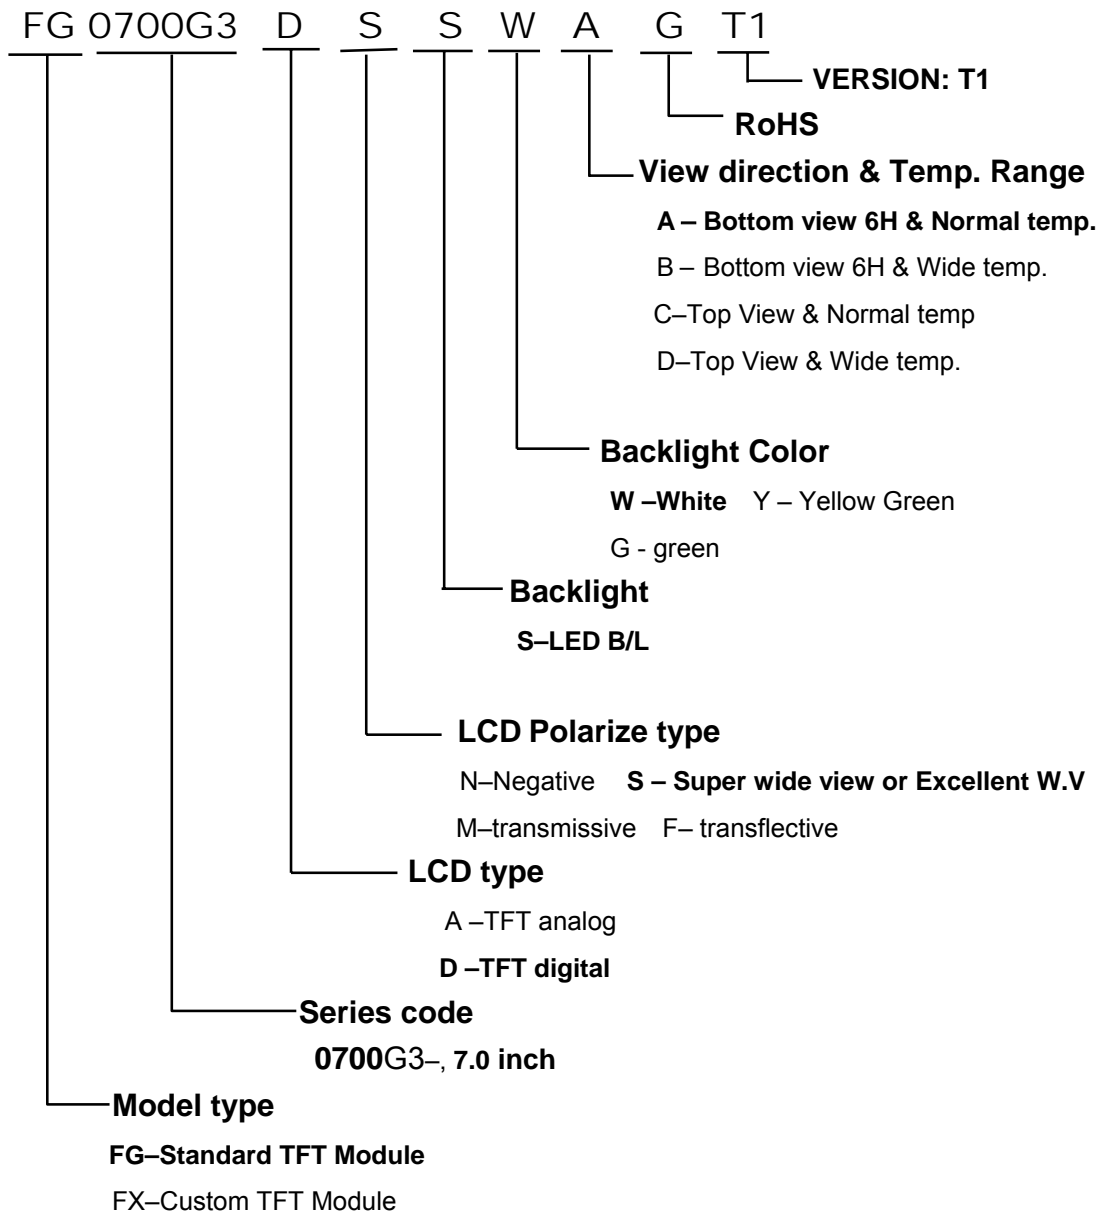 FG 0700G3 D S S W A G T1
VERSION: T1
RoHS
View direction & Temp. Range
A – Bottom view 6H & Normal temp.
B – Bottom view 6H & Wide temp.
C–Top View & Normal temp
D–Top View & Wide temp.
Backlight Color
W –White Y – Yellow Green
G - green
Backlight
S–LED B/L
LCD Polarize type
N–Negative S – Super wide view or Excellent W.V
M–transmissive F– transflective
LCD type
A –TFT analog
D –TFT digital
Series code
0700G3–, 7.0 inch
Model type
FG–Standard TFT Module
FX–Custom TFT Module